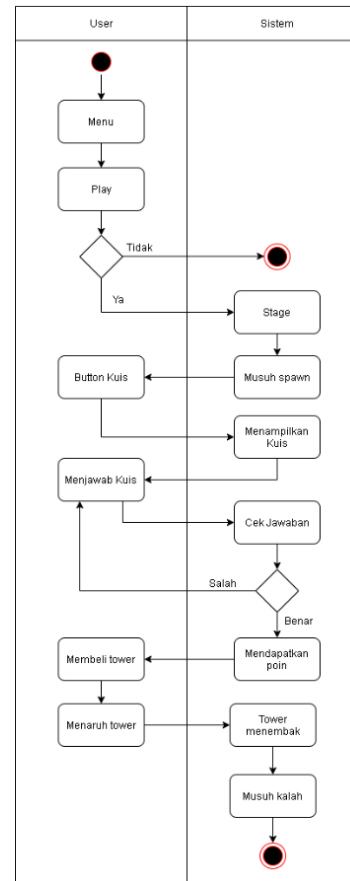 User
Sistem
Menu
Play
Tidak
Ya
Stage
Button Kuis
Musuh spawn
Menampilkan
Kuis
Menjawab Kuis
Cek Jawaban
Salah
Benar
Membeli tower
Mendapatkan
poin
Menaruh tower
Tower
menembak
Musuh kalah